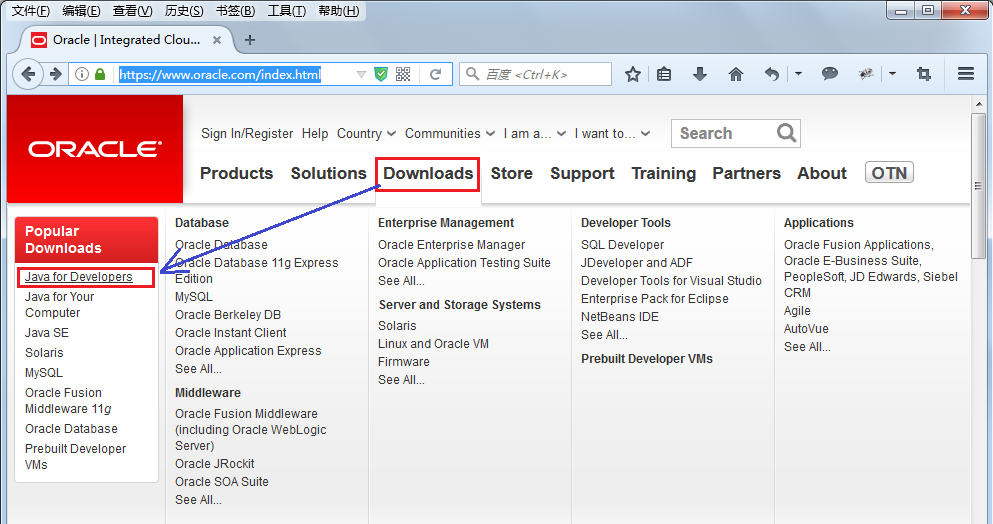 文件(F) 编辑(E) 查看(V) 历史(S) 书签(B) 工具(T) 帮助(H)
Oracle | Integrated Clou...
https://www.oracle.com/index.html
百度 <Ctrl+K>
ORACLE®
Sign In/Register Help Country Communities I am a... I want to... Search
Products Solutions Downloads Store Support Training Partners About OTN
Popular
Downloads
Java for Developers
Java for Your
Computer
Java SE
Solaris
MySQL
Oracle Fusion
Middleware 11g
Oracle Database
Prebuilt Developer
VMs
Database
Oracle Database
Oracle Database 11g Express
Edition
MySQL
Oracle Berkeley DB
Oracle Instant Client
Oracle Application Express
See All...
Middleware
Oracle Fusion Middleware
(including Oracle WebLogic
Server)
Oracle JRockit
Oracle SOA Suite
See All...
Enterprise Management
Oracle Enterprise Manager
Oracle Application Testing Suite
See All...
Server and Storage Systems
Solaris
Linux and Oracle VM
Firmware
See All...
Developer Tools
SQL Developer
JDeveloper and ADF
Developer Tools for Visual Studio
Enterprise Pack for Eclipse
NetBeans IDE
See All...
Prebuilt Developer VMs
Applications
Oracle Fusion Applications,
Oracle E-Business Suite,
PeopleSoft, JD Edwards, Siebel
CRM
Agile
AutoVue
See All...